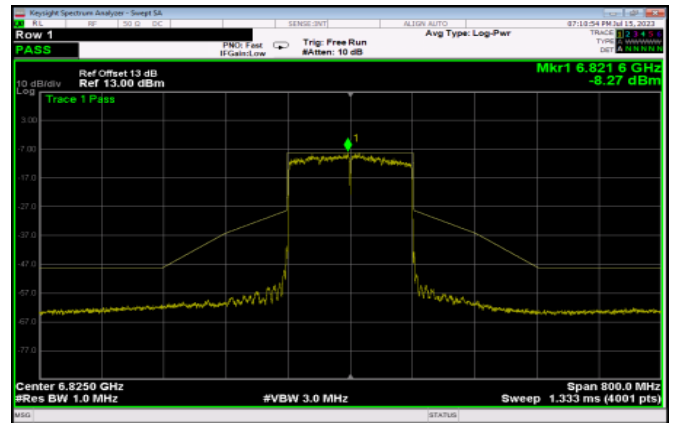 Keysight Spectrum Analyzer - Swept SA
RL RF 50 Ω DC SENSE:INT ALIGN AUTO 07:10:54 PM Jul 15, 2023
Row 1 Avg Type: Log-Pwr TRACE 1 2 3 4 5 6
PNO: Fast Trig: Free Run TYPE A WWWWW
PASS IFGain:Low #Atten: 10 dB DET A N N N N N
Mkr1 6.821 6 GHz
Ref Offset 13 dB
10 dB/div Ref 13.00 dBm -8.27 dBm
Log
Trace 1 Pass
3.00
1
-7.00
-17.0
-27.0
-37.0
-47.0
-57.0
-67.0
-77.0
Center 6.8250 GHz Span 800.0 MHz
#Res BW 1.0 MHz #VBW 3.0 MHz Sweep 1.333 ms (4001 pts)
MSG STATUS